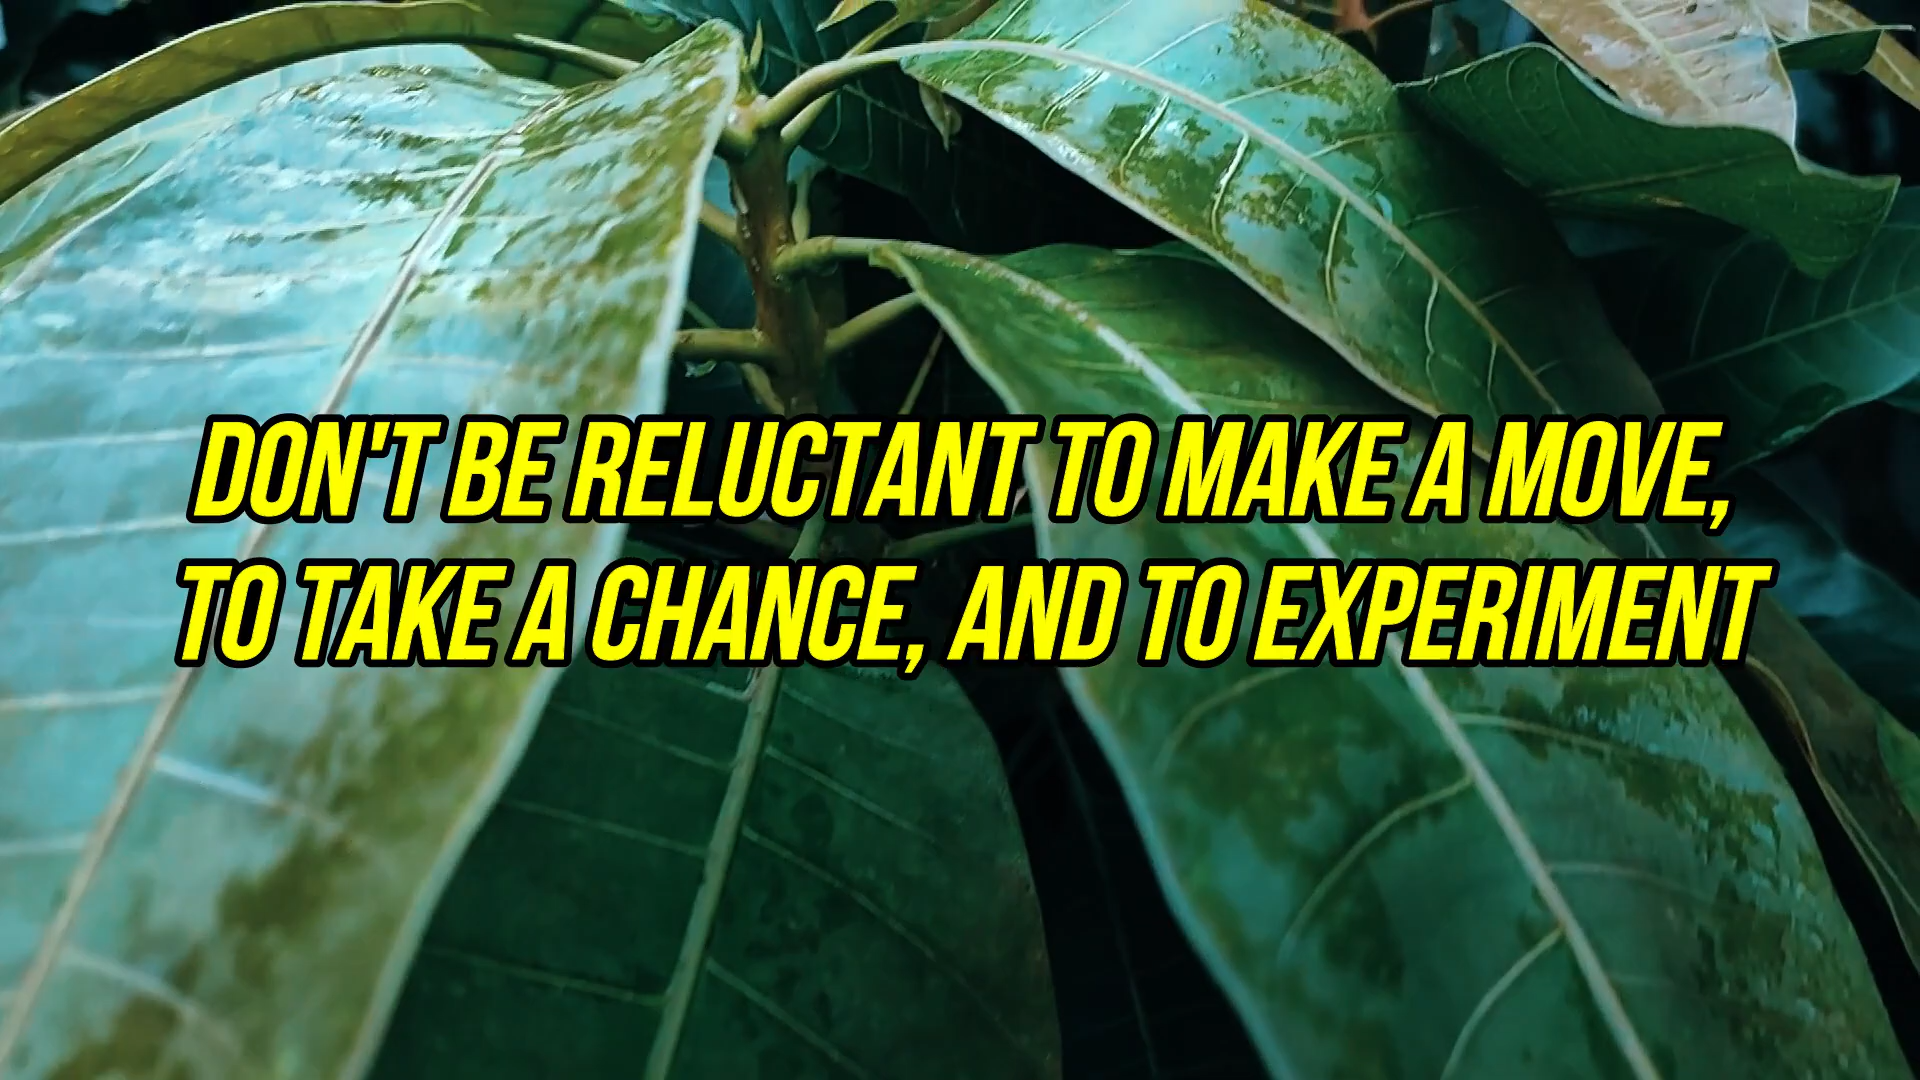 DON'T BE RELUCTANT TO MAKE A MOVE,
TO TAKE A CHANCE, AND TO EXPERIMENT